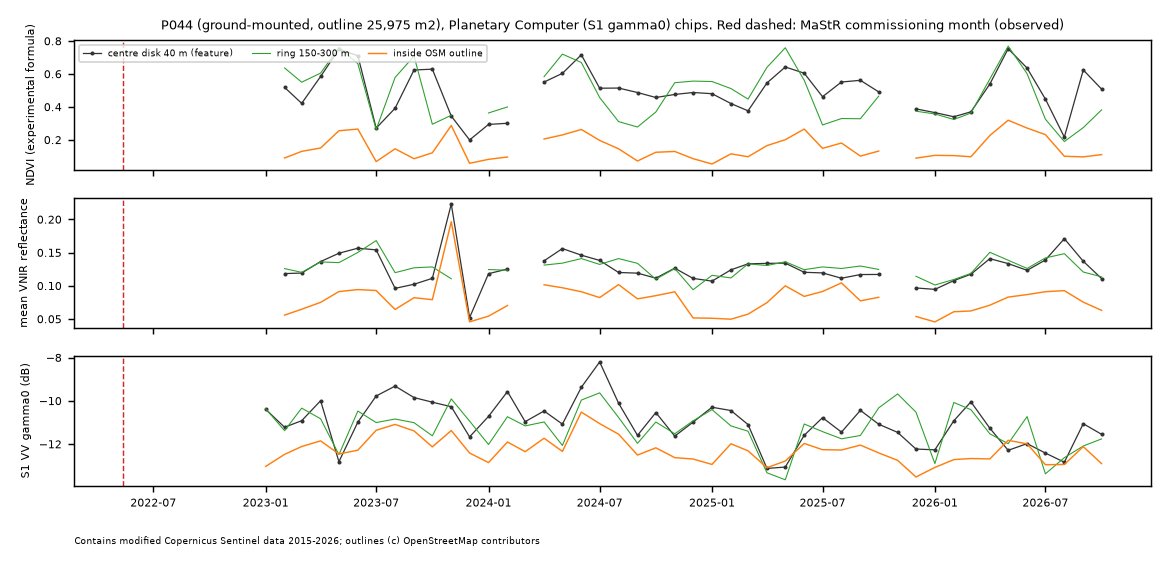 P044 (ground-mounted, outline 25,975 m2), Planetary Computer (S1 gamma0) chips. Red dashed: MaStR commissioning month (observed)
NDVI (experimental formula)
0.8
0.6
0.4
0.2
centre disk 40 m (feature)
ring 150-300 m
inside OSM outline
mean VNIR reflectance
0.20
0.15
0.10
0.05
S1 VV gamma0 (dB)
−8
−10
−12
2022-07
2023-01
2023-07
2024-01
2024-07
2025-01
2025-07
2026-01
2026-07
Contains modified Copernicus Sentinel data 2015-2026; outlines (c) OpenStreetMap contributors